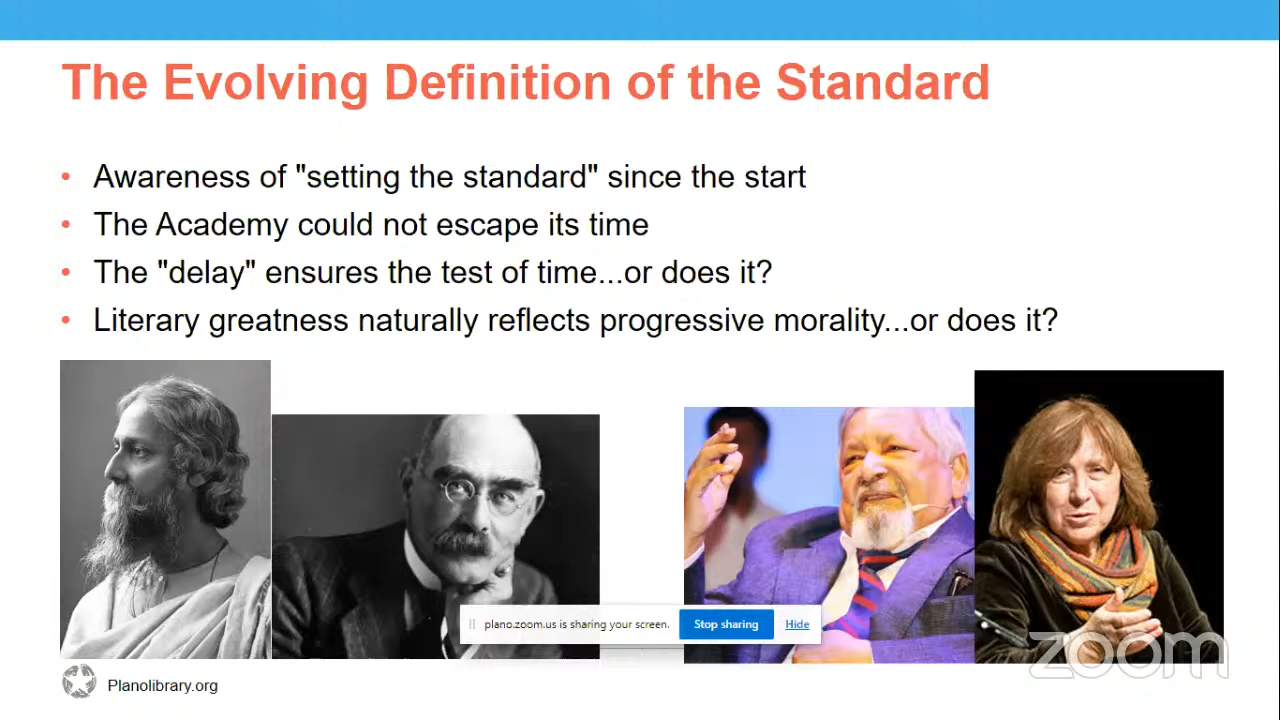 The Evolving Definition of the Standard
• Awareness of "setting the standard" since the start
• The Academy could not escape its time
• The "delay" ensures the test of time...or does it?
• Literary greatness naturally reflects progressive morality...or does it?
plano.zoom.us is sharing your screen. Stop sharing Hide
zoom
Planolibrary.org